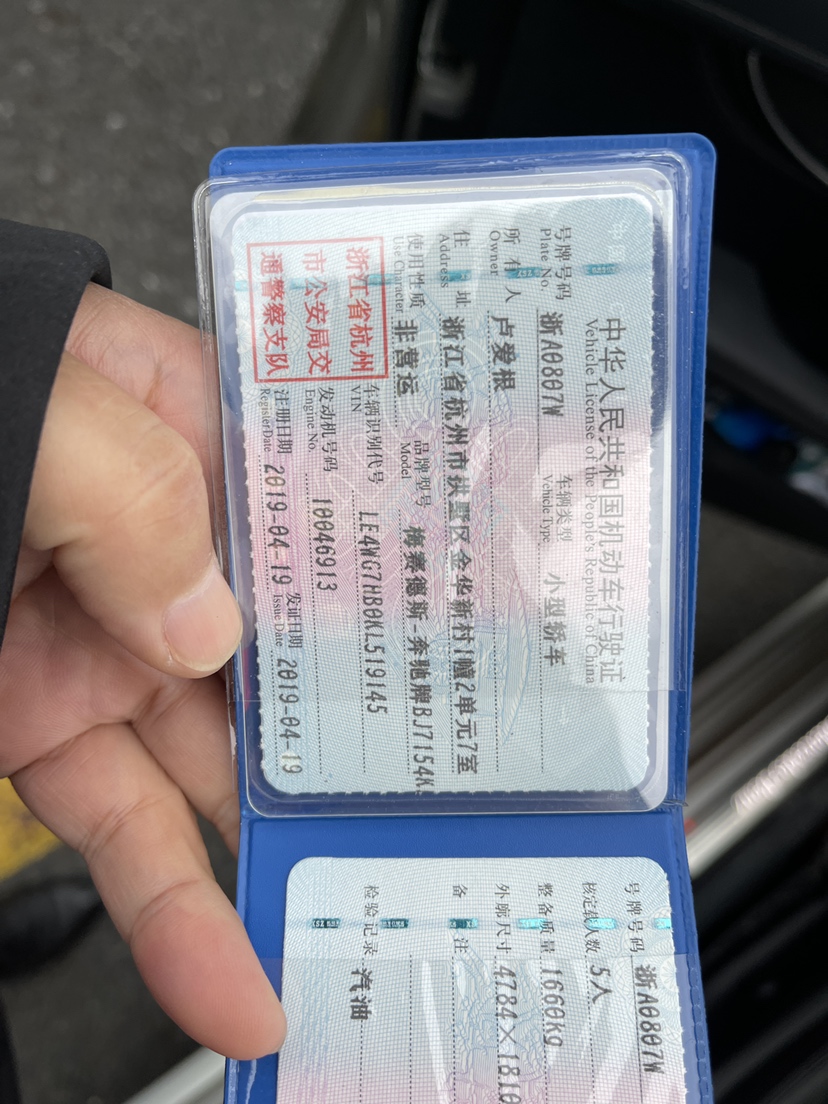 中华人民共和国机动车行驶证
Vehicle License of the People's Republic of China
号牌号码 浙A0807W 车辆类型 小型轿车
Plate No. Vehicle Type
所有人 卢爱根
Owner
住址 浙江省杭州市拱墅区金华新村1幢2单元7室
Address
使用性质 非营运 品牌型号 梅赛德斯-奔驰牌BJ7154K
Use Character Model
浙江省杭州
市公安局交
通警察支队
车辆识别代号 LE4WG7HB0KL519145
VIN
发动机号码 10046913
Engine No.
注册日期 2019-04-19 发证日期 2019-04-19
Register Date Issue Date
号牌号码 浙A0807W
核定载人数 5人
整备质量 1660kg
外廓尺寸 4784×1810
备注
检验记录 汽油